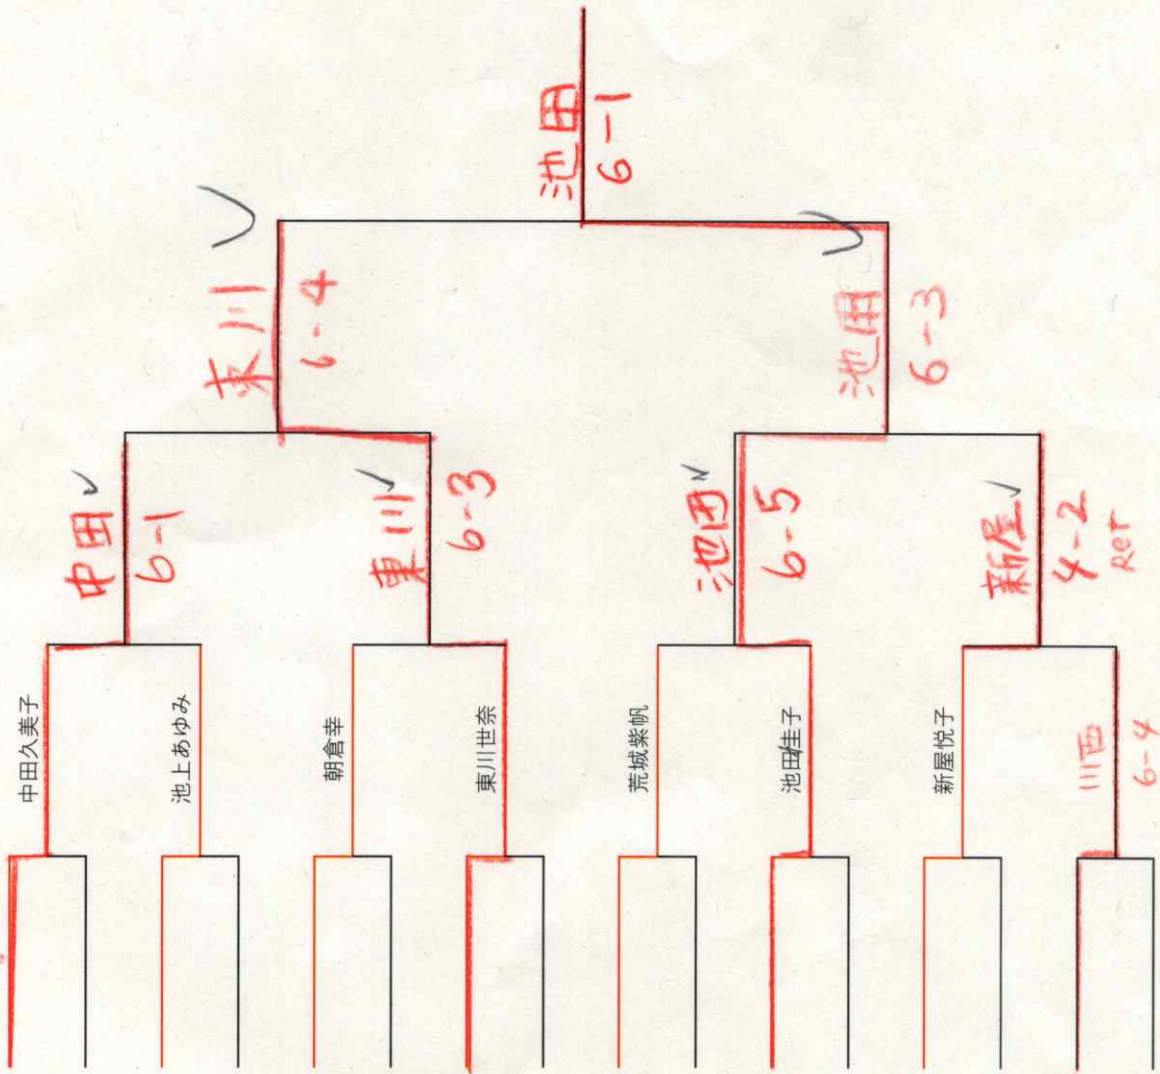 池田
6-1
東川
6-4
池田
6-3
中田
6-1
東川
6-3
池田
6-5
新屋
4-2
Ret
中田久美子
池上あゆみ
朝倉幸
東川世奈
荒城紫帆
池田佳子
新屋悦子
川西
6-4